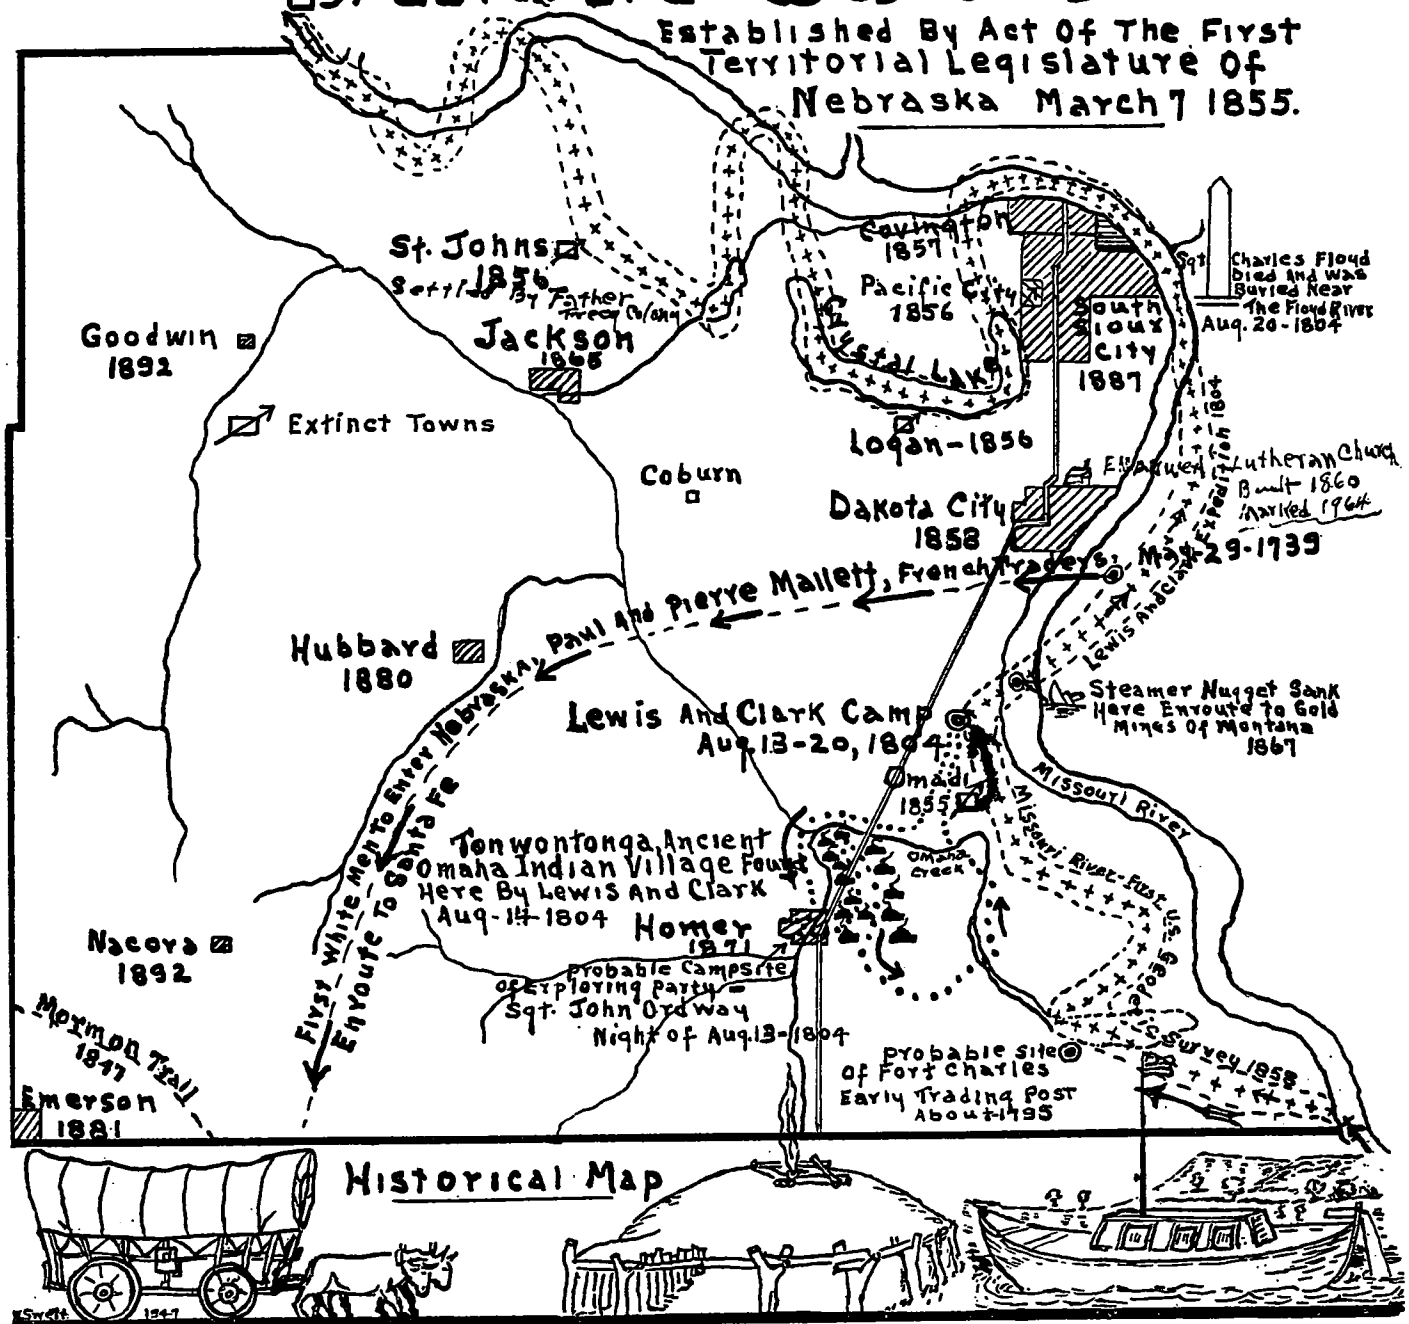 Established By Act Of The First
Territorial Legislature Of
Nebraska March 7 1855.
Covington
1857
St. Johns
1856
Settled By Father
Trecy Colony
Pacific City
1856
Sgt. Charles Floyd
Died And Was
Buried Near
The Floyd River
Aug. 20-1804
South
Sioux
City
1887
Goodwin
1892
Jackson
1865
Crystal Lake
Extinct Towns
Logan-1856
Coburn
Emmanuel Lutheran Church
Built 1860
Marked 1964
Dakota City
1858
Lewis And Clark Expedition 1804
First White Men To Enter Nebraska, Paul And Pierre Mallett, French Traders, May-29-1739
EnRoute To Santa Fe
Hubbard
1880
Steamer Nugget Sank
Here Enroute to Gold
Mines Of Montana
1867
Lewis And Clark Camp
Aug. 13-20, 1804
Omadi
1855
Missouri River
Missouri River-First U.S. Geodetic Survey 1858
Tonwontonga, Ancient
Omaha Indian Village Found
Here By Lewis And Clark
Aug-14-1804
Omaha
Creek
Homer
1871
Nacora
1892
Probable Campsite
Of Exploring Party-
Sgt. John Ordway
Night of Aug. 13-1804
Mormon Trail
1847
Probable Site
Of Fort Charles
Early Trading Post
About-1795
Emerson
1881
Historical Map
Swett 1947